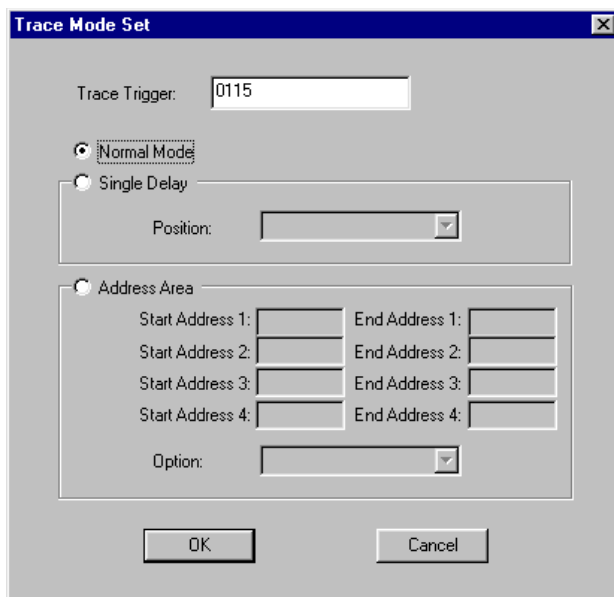 Trace Mode Set
Trace Trigger: 0115
Normal Mode
Single Delay
Position:
Address Area
Start Address 1: End Address 1:
Start Address 2: End Address 2:
Start Address 3: End Address 3:
Start Address 4: End Address 4:
Option:
OK Cancel